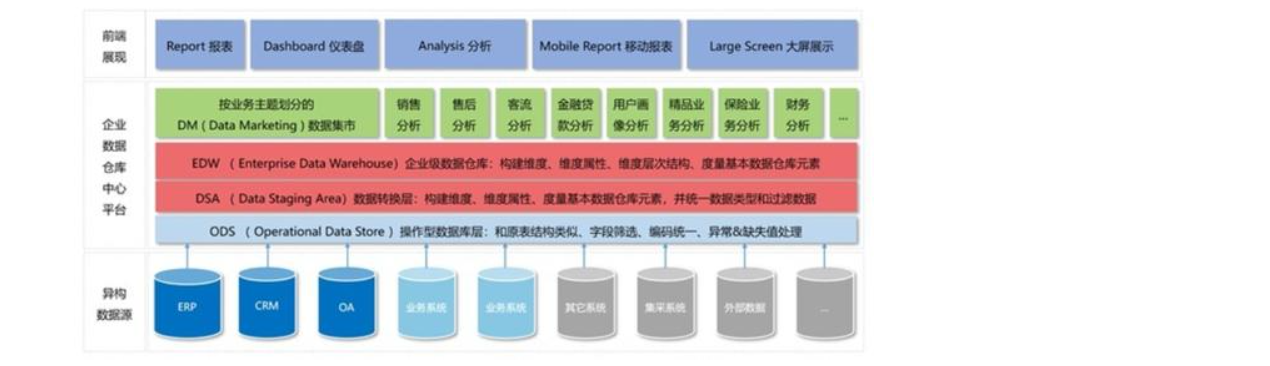 前端
展现
Report 报表
Dashboard 仪表盘
Analysis 分析
Mobile Report 移动报表
Large Screen 大屏展示
企业
数据
仓库
中心
平台
按业务主题划分的
DM ( Data Marketing ) 数据集市
销售
分析
售后
分析
客流
分析
金融贷
款分析
用户画
像分析
精品业
务分析
保险业
务分析
财务
分析
...
EDW （ Enterprise Data Warehouse）企业级数据仓库：构建维度、维度属性、维度层次结构、度量基本数据仓库元素
DSA （ Data Staging Area）数据转换层：构建维度、维度属性、度量基本数据仓库元素，并统一数据类型和过滤数据
ODS （ Operational Data Store ）操作型数据库层：和原表结构类似、字段筛选、编码统一、异常&缺失值处理
异构
数据源
ERP
CRM
OA
业务系统
业务系统
其它系统
集采系统
外部数据
...